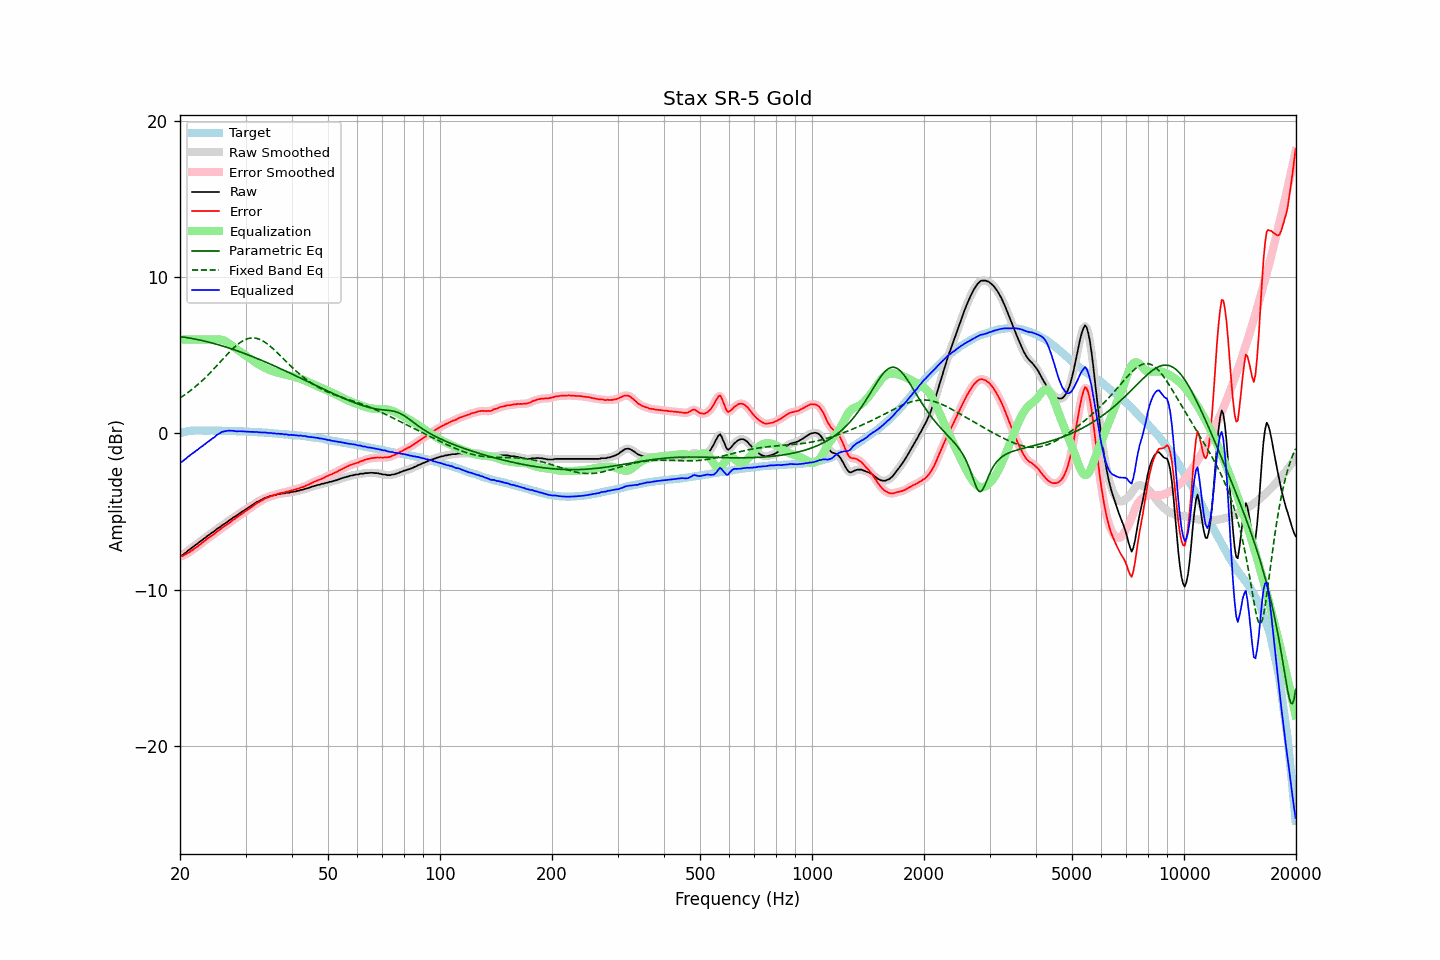 Stax SR-5 Gold
Target
Raw Smoothed
Error Smoothed
Raw
Error
Equalization
Parametric Eq
Fixed Band Eq
Equalized
Amplitude (dBr)
20
10
0
−10
−20
20
50
100
200
500
1000
2000
5000
10000
20000
Frequency (Hz)